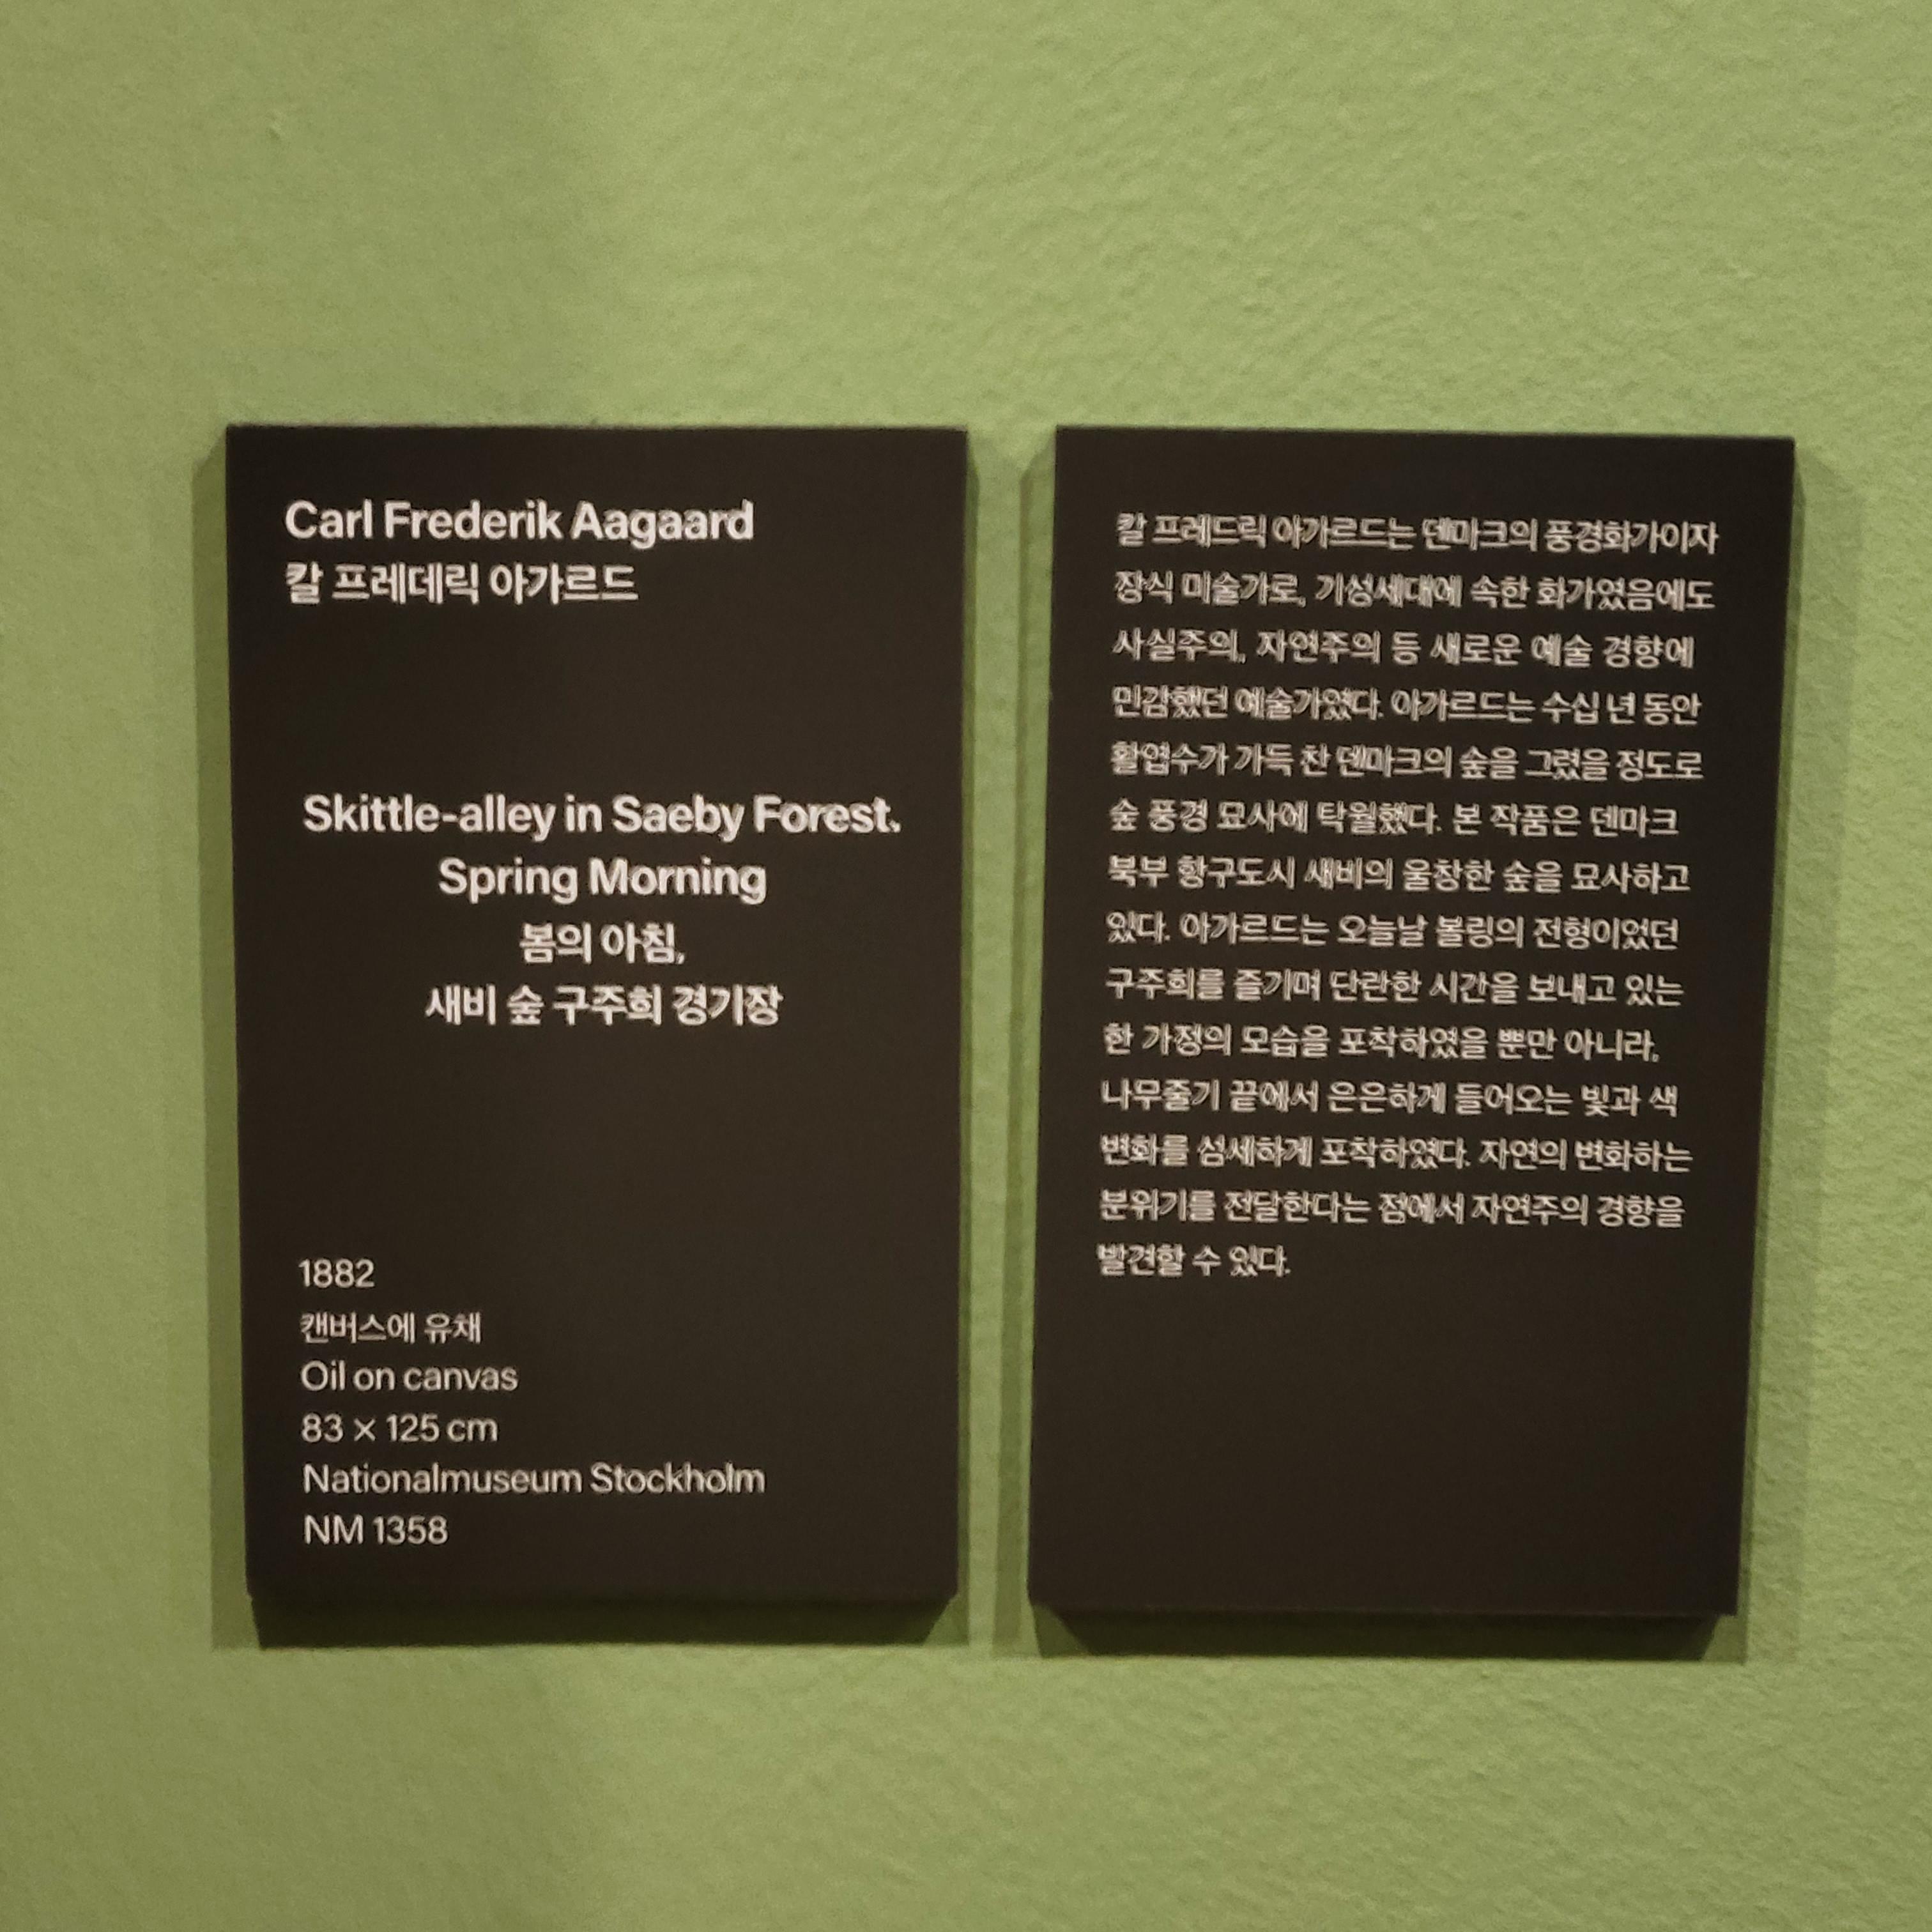 Carl Frederik Aagaard
칼 프레데릭 아가르드
Skittle-alley in Saeby Forest.
Spring Morning
봄의 아침,
새비 숲 구주희 경기장
1882
캔버스에 유채
Oil on canvas
83 × 125 cm
Nationalmuseum Stockholm
NM 1358
칼 프레드릭 아가르드는 덴마크의 풍경화가이자
장식 미술가로, 기성세대에 속한 화가였음에도
사실주의, 자연주의 등 새로운 예술 경향에
민감했던 예술가였다. 아가르드는 수십 년 동안
활엽수가 가득 찬 덴마크의 숲을 그렸을 정도로
숲 풍경 묘사에 탁월했다. 본 작품은 덴마크
북부 항구도시 새비의 울창한 숲을 묘사하고
있다. 아가르드는 오늘날 볼링의 전형이었던
구주희를 즐기며 단란한 시간을 보내고 있는
한 가정의 모습을 포착하였을 뿐만 아니라,
나무줄기 끝에서 은은하게 들어오는 빛과 색
변화를 섬세하게 포착하였다. 자연의 변화하는
분위기를 전달한다는 점에서 자연주의 경향을
발견할 수 있다.